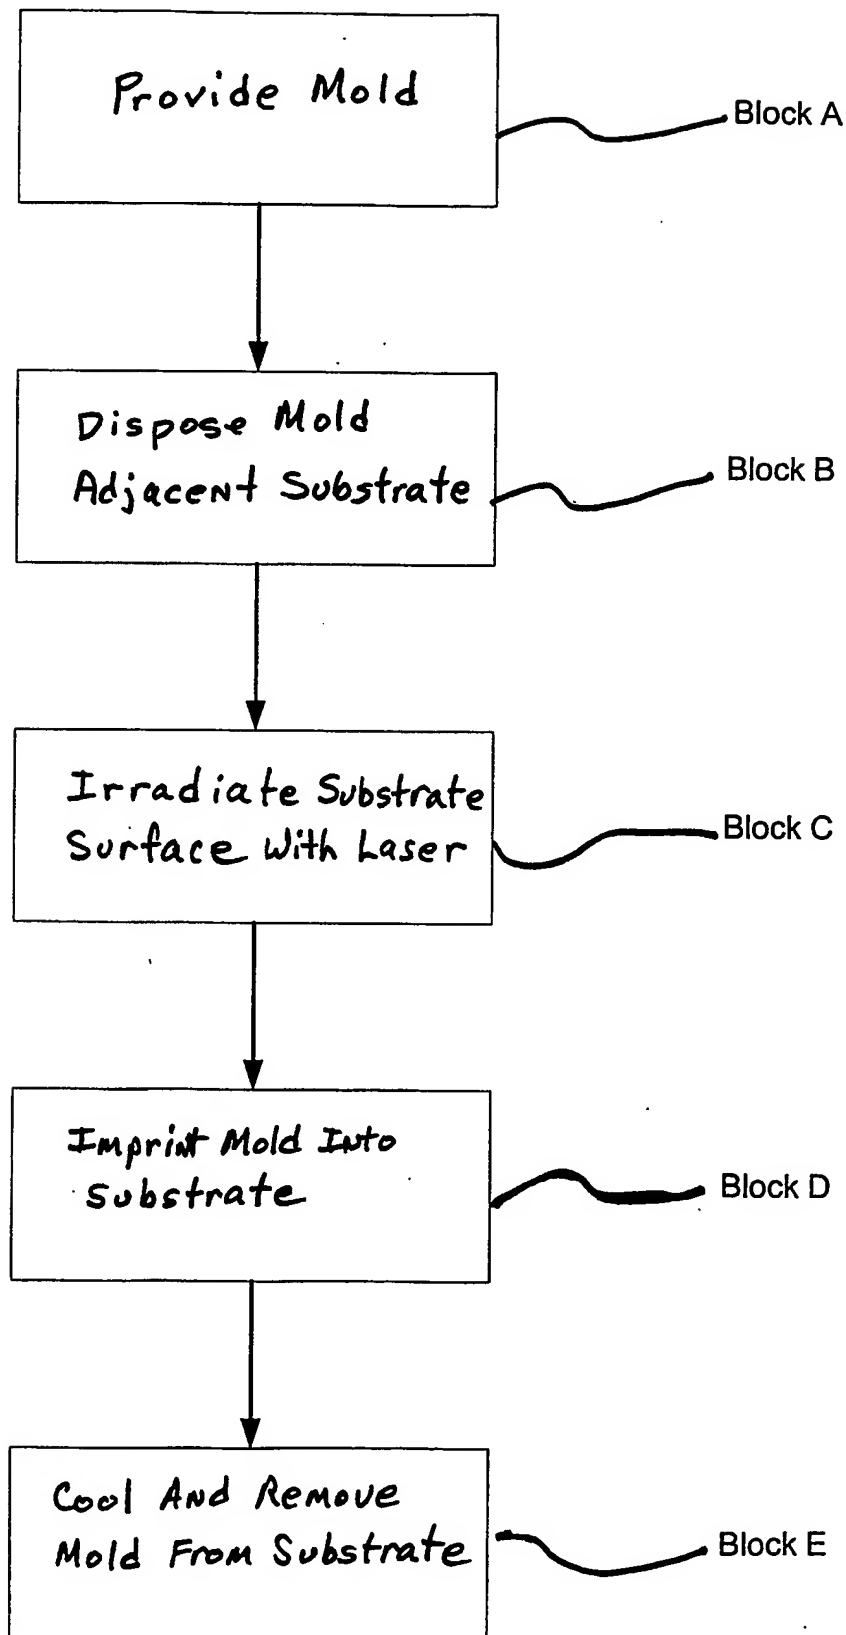 Provide Mold
Block A
Dispose Mold
Adjacent Substrate
Block B
Irradiate Substrate
Surface With Laser
Block C
Imprint Mold Into
Substrate
Block D
Cool And Remove
Mold From Substrate
Block E